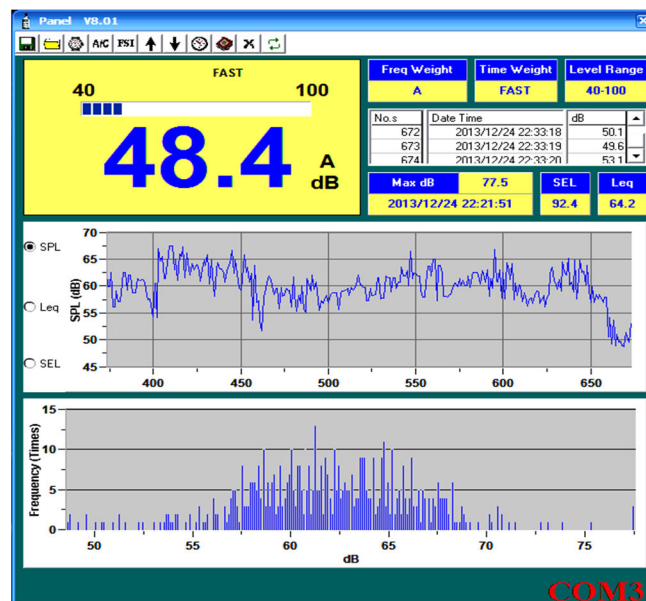 Panel V8.01
A/C FSI
FAST
40 100
48.4 A dB
Freq Weight Time Weight Level Range
A FAST 40-100
No.s Date Time dB
672 2013/12/24 22:33:18 50.1
673 2013/12/24 22:33:19 49.6
674 2013/12/24 22:33:20 53.1
Max dB 77.5 SEL Leq
2013/12/24 22:21:51 92.4 64.2
SPL
Leq
SEL
SPL (dB)
70
65
60
55
50
45
400 450 500 550 600 650
Frequency (Times)
15
10
5
0
50 55 60 65 70 75
dB
COM3